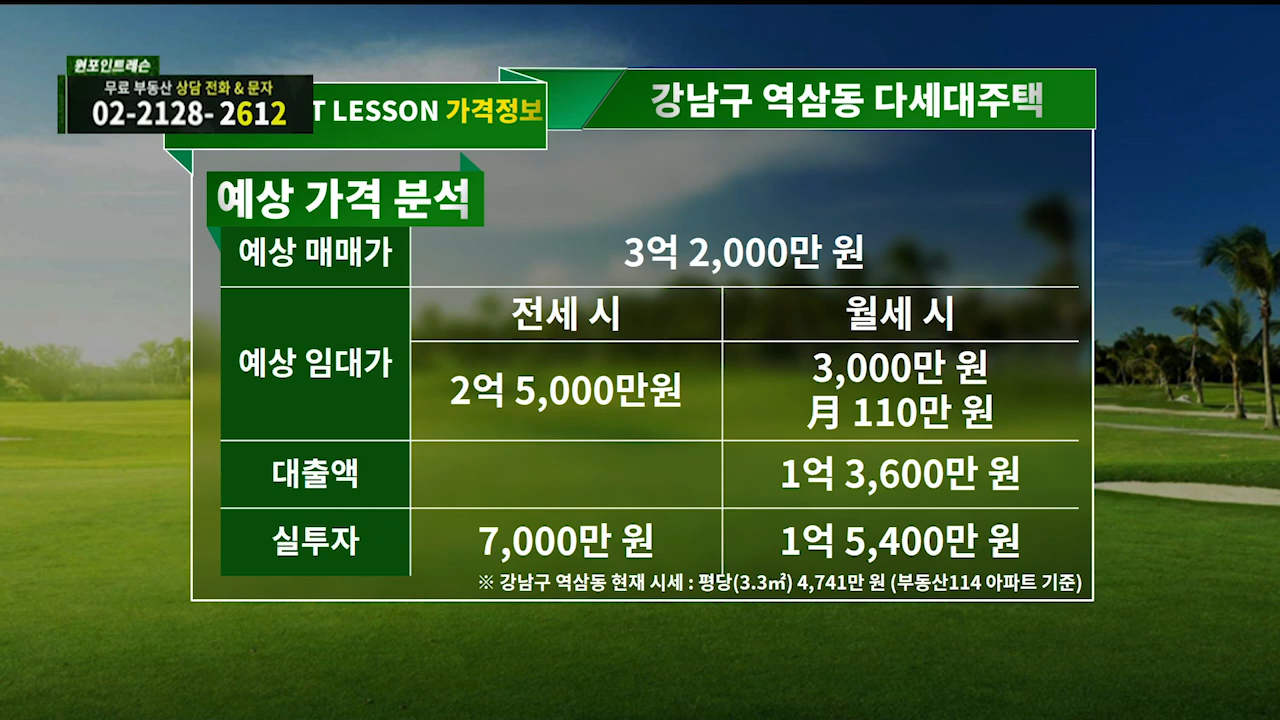 원포인트레슨
무료 부동산 상담 전화 & 문자
02-2128-2612
T LESSON 가격정보
강남구 역삼동 다세대주택
예상 가격 분석
예상 매매가
3억 2,000만 원
예상 임대가
전세 시
월세 시
2억 5,000만원
3,000만 원
月 110만 원
대출액
1억 3,600만 원
실투자
7,000만 원
1억 5,400만 원
※ 강남구 역삼동 현재 시세 : 평당(3.3㎡) 4,741만 원 (부동산114 아파트 기준)